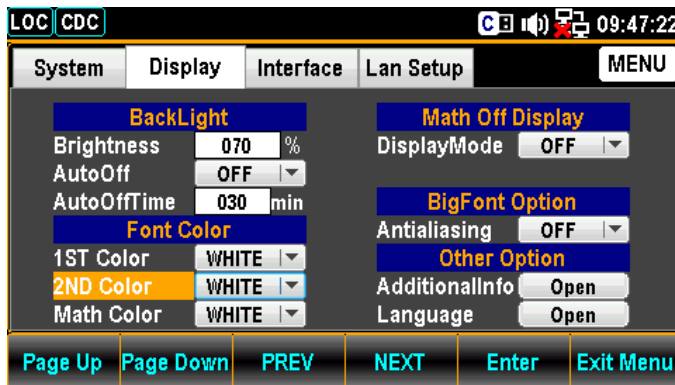 LOC CDC C 09:47:22
System Display Interface Lan Setup MENU
BackLight
Brightness 070 %
AutoOff OFF
AutoOffTime 030 min
Font Color
1ST Color WHITE
2ND Color WHITE
Math Color WHITE
Math Off Display
DisplayMode OFF
BigFont Option
Antialiasing OFF
Other Option
AdditionalInfo Open
Language Open
Page Up Page Down PREV NEXT Enter Exit Menu